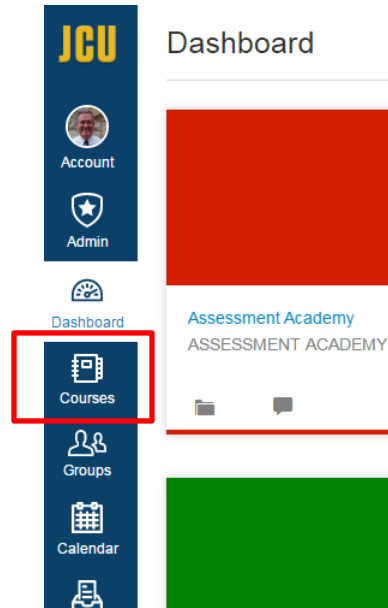 JCU
Dashboard
Account
Admin
Dashboard
Assessment Academy
ASSESSMENT ACADEMY
Courses
Groups
Calendar